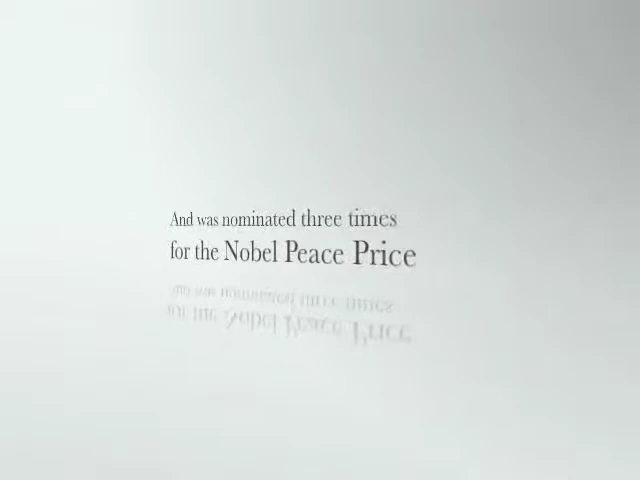 And was nominated three times
for the Nobel Peace Price